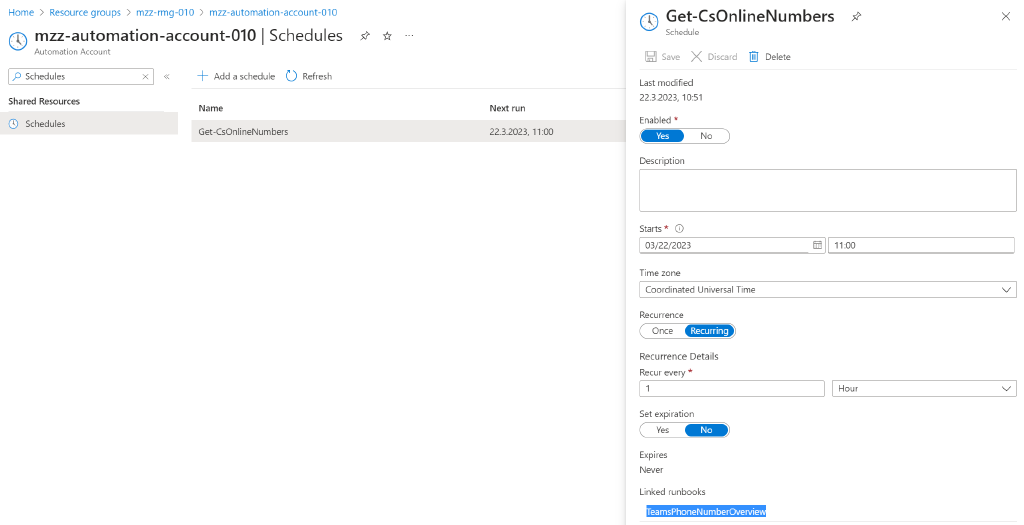 Home > Resource groups > mzz-rmg-010 > mzz-automation-account-010
mzz-automation-account-010 | Schedules
Automation Account
Schedules
Shared Resources
Schedules
Add a schedule Refresh
Name Next run
Get-CsOnlineNumbers 22.3.2023, 11:00
Get-CsOnlineNumbers
Schedule
Save Discard Delete
Last modified
22.3.2023, 10:51
Enabled *
Yes No
Description
Starts *
03/22/2023 11:00
Time zone
Coordinated Universal Time
Recurrence
Once Recurring
Recurrence Details
Recur every *
1 Hour
Set expiration
Yes No
Expires
Never
Linked runbooks
TeamsPhoneNumberOverview